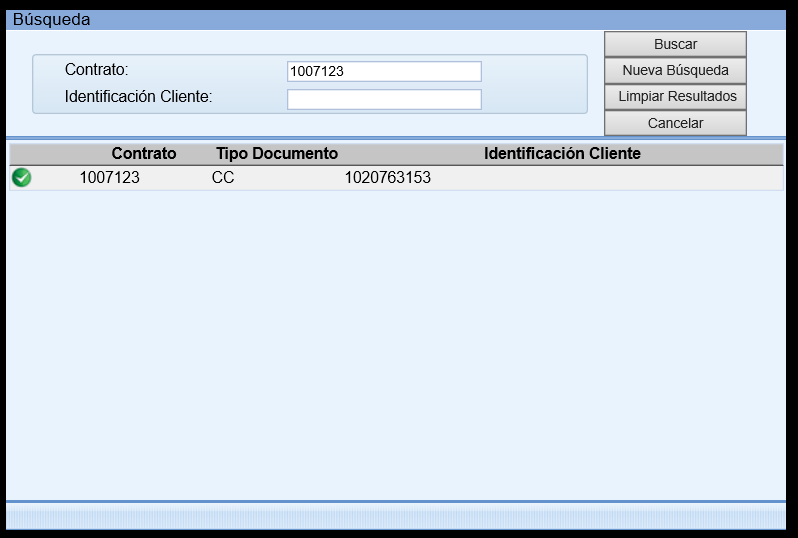 Búsqueda
Contrato: 1007123
Identificación Cliente:
Buscar
Nueva Búsqueda
Limpiar Resultados
Cancelar
Contrato Tipo Documento Identificación Cliente
1007123 CC 1020763153